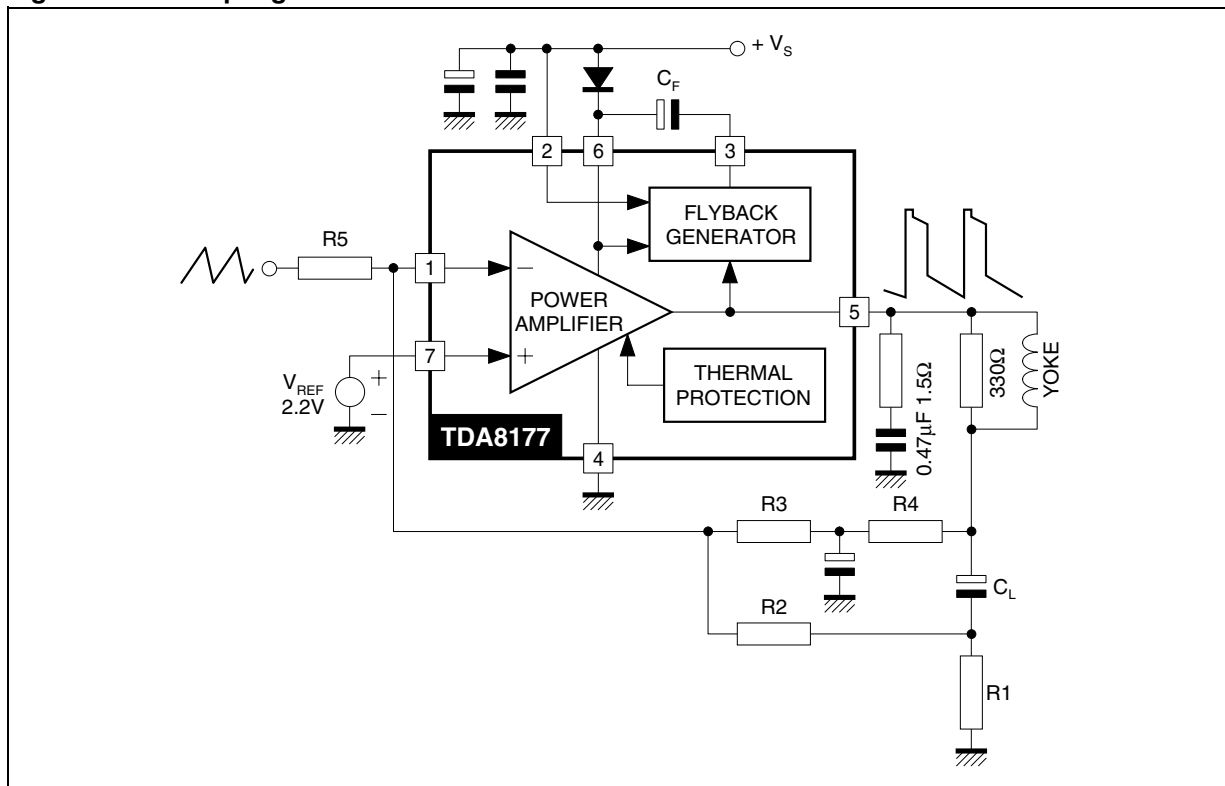 + VS
CF
2
6
3
FLYBACK
GENERATOR
R5
1
−
POWER
AMPLIFIER
5
7
+
THERMAL
PROTECTION
VREF
2.2V
+
−
TDA8177
4
0.47µF 1.5Ω
330Ω
YOKE
R3
R4
CL
R2
R1